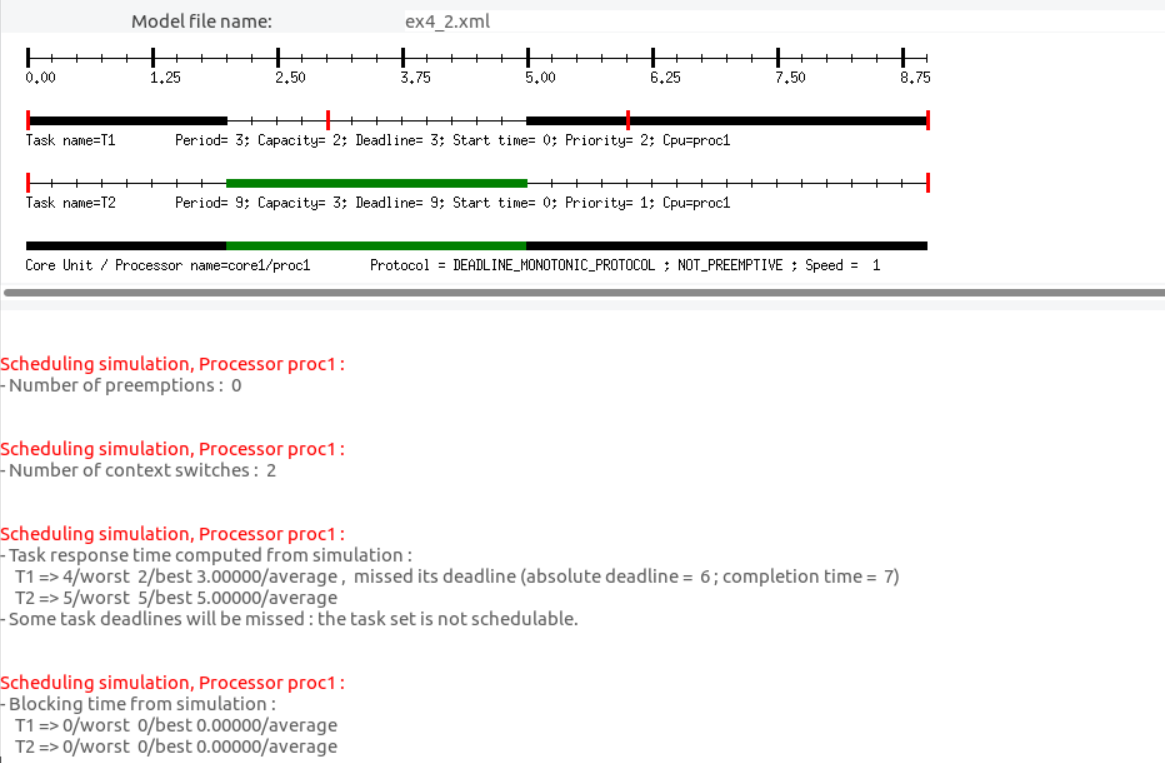 Model file name: ex4_2.xml
0.00 1.25 2.50 3.75 5.00 6.25 7.50 8.75
Task name=T1 Period= 3; Capacity= 2; Deadline= 3; Start time= 0; Priority= 2; Cpu=proc1
Task name=T2 Period= 9; Capacity= 3; Deadline= 9; Start time= 0; Priority= 1; Cpu=proc1
Core Unit / Processor name=core1/proc1 Protocol = DEADLINE_MONOTONIC_PROTOCOL ; NOT_PREEMPTIVE ; Speed = 1
Scheduling simulation, Processor proc1 :
- Number of preemptions : 0
Scheduling simulation, Processor proc1 :
- Number of context switches : 2
Scheduling simulation, Processor proc1 :
- Task response time computed from simulation :
T1 => 4/worst 2/best 3.00000/average , missed its deadline (absolute deadline = 6 ; completion time = 7)
T2 => 5/worst 5/best 5.00000/average
- Some task deadlines will be missed : the task set is not schedulable.
Scheduling simulation, Processor proc1 :
- Blocking time from simulation :
T1 => 0/worst 0/best 0.00000/average
T2 => 0/worst 0/best 0.00000/average